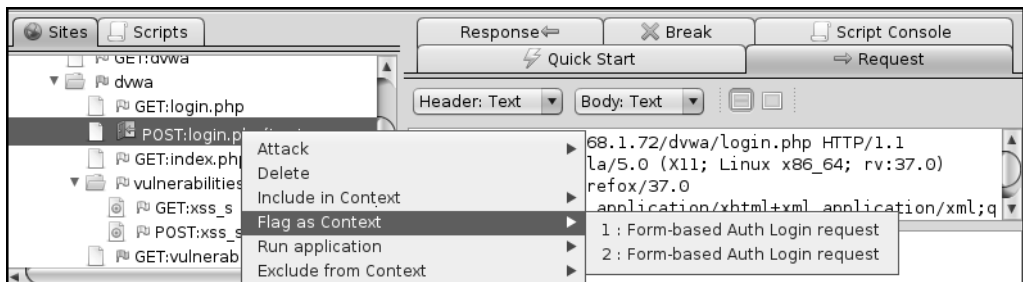 Sites Scripts
GET:dvwa
dvwa
GET:login.php
POST:login.p
GET:index.ph
vulnerabilities
GET:xss_s
POST:xss_s
GET:vulnerab
Response Break Script Console
Quick Start Request
Header: Text Body: Text
68.1.72/dvwa/login.php HTTP/1.1
la/5.0 (X11; Linux x86_64; rv:37.0)
refox/37.0
application/xhtml+xml,application/xml;q
Attack
Delete
Include in Context
Flag as Context
Run application
Exclude from Context
1 : Form-based Auth Login request
2 : Form-based Auth Login request